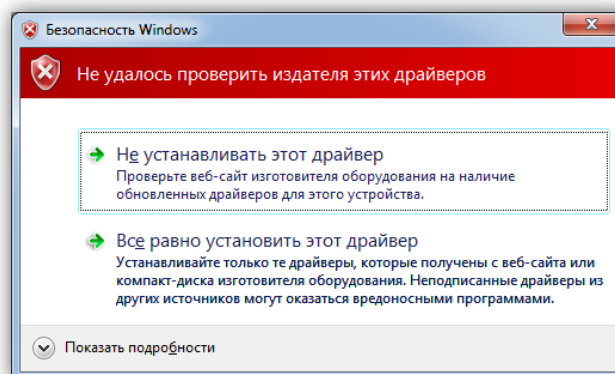 Безопасность Windows
Не удалось проверить издателя этих драйверов
Не устанавливать этот драйвер
Проверьте веб-сайт изготовителя оборудования на наличие
обновленных драйверов для этого устройства.
Все равно установить этот драйвер
Устанавливайте только те драйверы, которые получены с веб-сайта или
компакт-диска изготовителя оборудования. Неподписанные драйверы из
других источников могут оказаться вредоносными программами.
Показать подробности